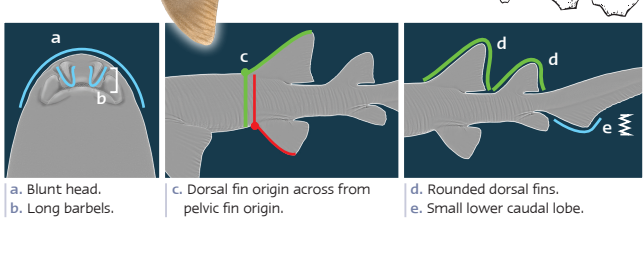 a
b
c
d
d
e
a. Blunt head.
b. Long barbels.
c. Dorsal fin origin across from
pelvic fin origin.
d. Rounded dorsal fins.
e. Small lower caudal lobe.